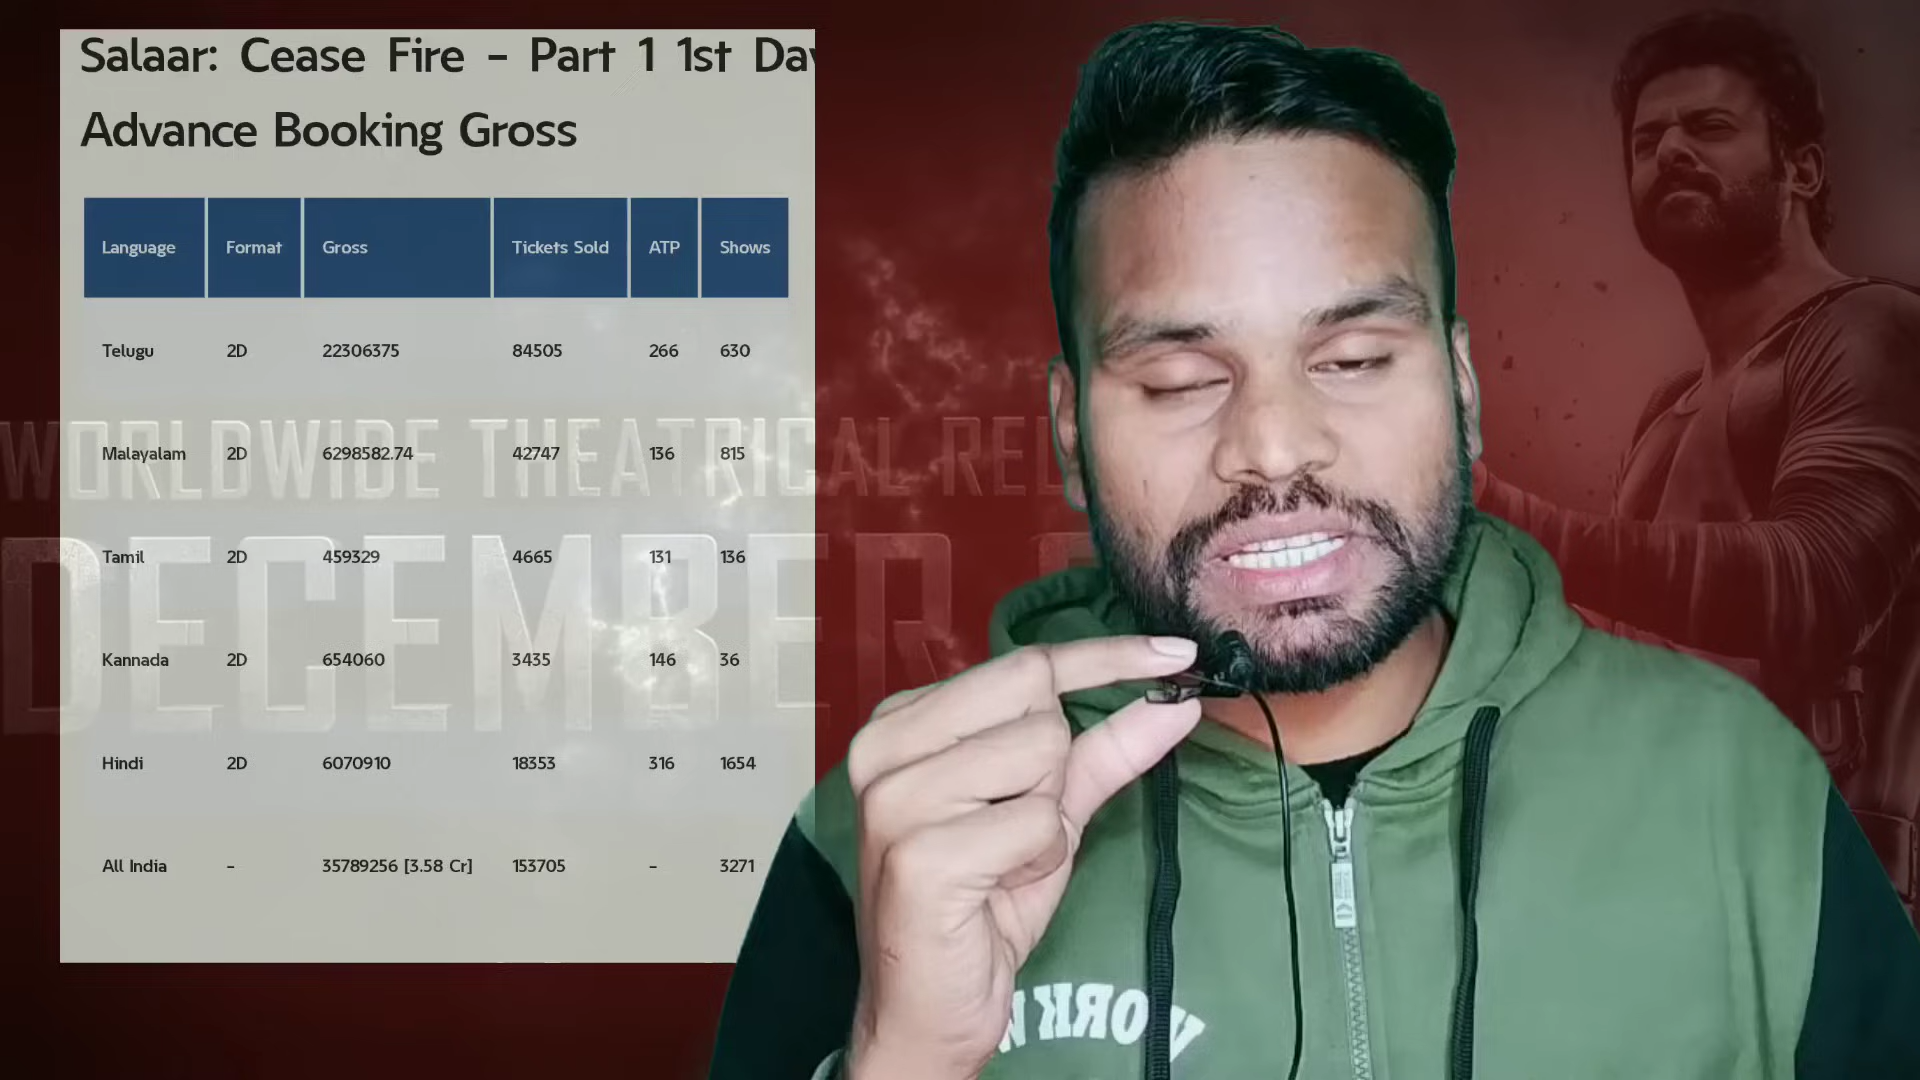 Salaar: Cease Fire - Part 1 1st Day
Advance Booking Gross
Language Format Gross Tickets Sold ATP Shows
Telugu 2D 22306375 84505 266 630
Malayalam 2D 6298582.74 42747 136 815
Tamil 2D 459329 4665 131 136
Kannada 2D 654060 3435 146 36
Hindi 2D 6070910 18353 316 1654
All India - 35789256 [3.58 Cr] 153705 - 3271
WORLDWIDE THEATRICAL REL
DECEMBER
WORK